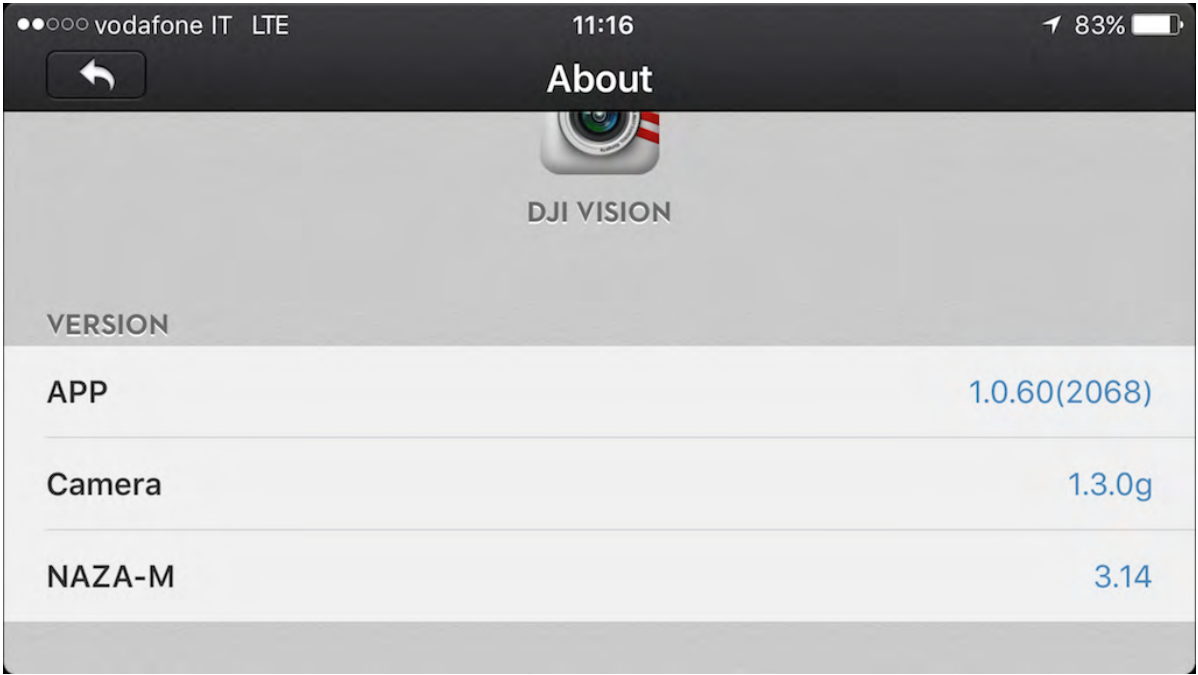 vodafone IT LTE 11:16 83%
About
DJI VISION
VERSION
APP 1.0.60(2068)
Camera 1.3.0g
NAZA-M 3.14